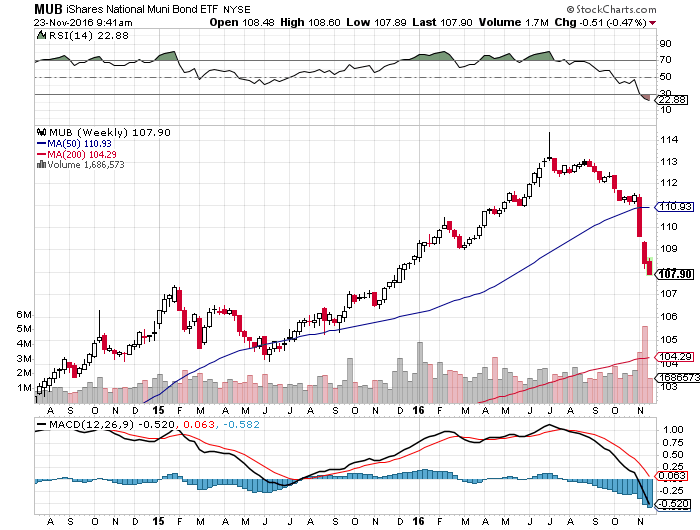 MUB iShares National Muni Bond ETF NYSE © StockCharts.com
23-Nov-2016 9:41am Open 108.48 High 108.60 Low 107.89 Last 107.90 Volume 1.7M Chg -0.51 (-0.47%)
RSI(14) 22.88
90
70
50
30
22.88
10
MUB (Weekly) 107.90
MA(50) 110.93
MA(200) 104.29
Volume 1,686,573
114
113
112
110.93
110
109
107.90
107
106
105
104.29
104
1686573
103
6M
5M
4M
3M
2M
1M
A S O N D 15 F M A M J J A S O N D 16 F M A M J J A S O N
MACD(12,26,9) -0.520, 0.063, -0.582
1.00
0.75
0.50
0.25
0.063
-0.25
-0.520
A S O N D 15 F M A M J J A S O N D 16 F M A M J J A S O N